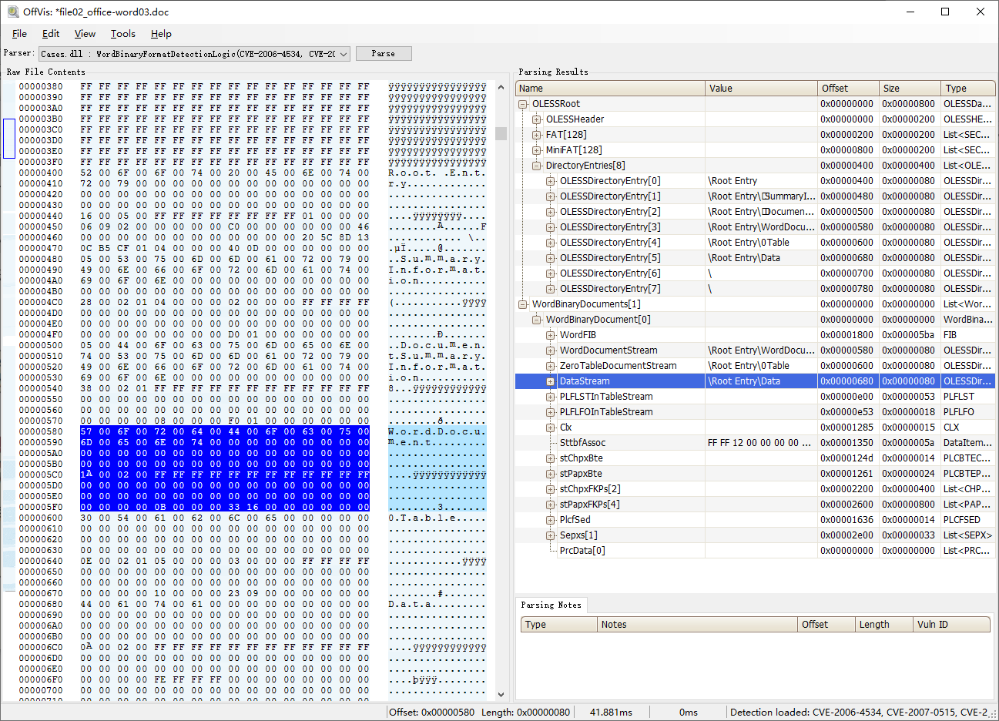 OffVis: *file02_office-word03.doc
File Edit View Tools Help
Parser: Cases.dll : WordBinaryFormatDetectionLogic(CVE-2006-4534, CVE-20 Parse
Raw File Contents
00000380 FF FF FF FF FF FF FF FF FF FF FF FF FF FF FF FF ÿÿÿÿÿÿÿÿÿÿÿÿÿÿÿÿ
00000390 FF FF FF FF FF FF FF FF FF FF FF FF FF FF FF FF ÿÿÿÿÿÿÿÿÿÿÿÿÿÿÿÿ
000003A0 FF FF FF FF FF FF FF FF FF FF FF FF FF FF FF FF ÿÿÿÿÿÿÿÿÿÿÿÿÿÿÿÿ
000003B0 FF FF FF FF FF FF FF FF FF FF FF FF FF FF FF FF ÿÿÿÿÿÿÿÿÿÿÿÿÿÿÿÿ
000003C0 FF FF FF FF FF FF FF FF FF FF FF FF FF FF FF FF ÿÿÿÿÿÿÿÿÿÿÿÿÿÿÿÿ
000003D0 FF FF FF FF FF FF FF FF FF FF FF FF FF FF FF FF ÿÿÿÿÿÿÿÿÿÿÿÿÿÿÿÿ
000003E0 FF FF FF FF FF FF FF FF FF FF FF FF FF FF FF FF ÿÿÿÿÿÿÿÿÿÿÿÿÿÿÿÿ
000003F0 FF FF FF FF FF FF FF FF FF FF FF FF FF FF FF FF ÿÿÿÿÿÿÿÿÿÿÿÿÿÿÿÿ
00000400 52 00 6F 00 6F 00 74 00 20 00 45 00 6E 00 74 00 R.o.o.t. .E.n.t.
00000410 72 00 79 00 00 00 00 00 00 00 00 00 00 00 00 00 r.y.............
00000420 00 00 00 00 00 00 00 00 00 00 00 00 00 00 00 00 ................
00000430 00 00 00 00 00 00 00 00 00 00 00 00 00 00 00 00 ................
00000440 16 00 05 00 FF FF FF FF FF FF FF FF 01 00 00 00 ....ÿÿÿÿÿÿÿÿ....
00000450 06 09 02 00 00 00 00 00 C0 00 00 00 00 00 00 46 ........À......F
00000460 00 00 00 00 00 00 00 00 00 00 00 00 20 5C 8D 13 ............ \..
00000470 0C B5 CF 01 04 00 00 00 40 0D 00 00 00 00 00 00 .µÏ.....@.......
00000480 05 00 53 00 75 00 6D 00 6D 00 61 00 72 00 79 00 ..S.u.m.m.a.r.y.
00000490 49 00 6E 00 66 00 6F 00 72 00 6D 00 61 00 74 00 I.n.f.o.r.m.a.t.
000004A0 69 00 6F 00 6E 00 00 00 00 00 00 00 00 00 00 00 i.o.n...........
000004B0 00 00 00 00 00 00 00 00 00 00 00 00 00 00 00 00 ................
000004C0 28 00 02 01 04 00 00 00 02 00 00 00 FF FF FF FF (...........ÿÿÿÿ
000004D0 00 00 00 00 00 00 00 00 00 00 00 00 00 00 00 00 ................
000004E0 00 00 00 00 00 00 00 00 00 00 00 00 00 00 00 00 ................
000004F0 00 00 00 00 00 00 00 00 D0 01 00 00 00 00 00 00 ........Ð.......
00000500 05 00 44 00 6F 00 63 00 75 00 6D 00 65 00 6E 00 ..D.o.c.u.m.e.n.
00000510 74 00 53 00 75 00 6D 00 6D 00 61 00 72 00 79 00 t.S.u.m.m.a.r.y.
00000520 49 00 6E 00 66 00 6F 00 72 00 6D 00 61 00 74 00 I.n.f.o.r.m.a.t.
00000530 69 00 6F 00 6E 00 00 00 00 00 00 00 00 00 00 00 i.o.n...........
00000540 38 00 02 01 FF FF FF FF FF FF FF FF FF FF FF FF 8...ÿÿÿÿÿÿÿÿÿÿÿÿ
00000550 00 00 00 00 00 00 00 00 00 00 00 00 00 00 00 00 ................
00000560 00 00 00 00 00 00 00 00 00 00 00 00 00 00 00 00 ................
00000570 00 00 00 00 08 00 00 00 F0 01 00 00 00 00 00 00 ........ð.......
00000580 57 00 6F 00 72 00 64 00 44 00 6F 00 63 00 75 00 W.o.r.d.D.o.c.u.
00000590 6D 00 65 00 6E 00 74 00 00 00 00 00 00 00 00 00 m.e.n.t.........
000005A0 00 00 00 00 00 00 00 00 00 00 00 00 00 00 00 00 ................
000005B0 00 00 00 00 00 00 00 00 00 00 00 00 00 00 00 00 ................
000005C0 1A 00 02 00 FF FF FF FF FF FF FF FF FF FF FF FF ....ÿÿÿÿÿÿÿÿÿÿÿÿ
000005D0 00 00 00 00 00 00 00 00 00 00 00 00 00 00 00 00 ................
000005E0 00 00 00 00 00 00 00 00 00 00 00 00 00 00 00 00 ................
000005F0 00 00 00 00 0B 00 00 00 33 16 00 00 00 00 00 00 ........3.......
00000600 30 00 54 00 61 00 62 00 6C 00 65 00 00 00 00 00 0.T.a.b.l.e.....
00000610 00 00 00 00 00 00 00 00 00 00 00 00 00 00 00 00 ................
00000620 00 00 00 00 00 00 00 00 00 00 00 00 00 00 00 00 ................
00000630 00 00 00 00 00 00 00 00 00 00 00 00 00 00 00 00 ................
00000640 0E 00 02 01 05 00 00 00 03 00 00 00 FF FF FF FF ............ÿÿÿÿ
00000650 00 00 00 00 00 00 00 00 00 00 00 00 00 00 00 00 ................
00000660 00 00 00 00 00 00 00 00 00 00 00 00 00 00 00 00 ................
00000670 00 00 00 00 10 00 00 00 23 09 00 00 00 00 00 00 ........#.......
00000680 44 00 61 00 74 00 61 00 00 00 00 00 00 00 00 00 D.a.t.a.........
00000690 00 00 00 00 00 00 00 00 00 00 00 00 00 00 00 00 ................
000006A0 00 00 00 00 00 00 00 00 00 00 00 00 00 00 00 00 ................
000006B0 00 00 00 00 00 00 00 00 00 00 00 00 00 00 00 00 ................
000006C0 0A 00 02 00 FF FF FF FF FF FF FF FF FF FF FF FF ....ÿÿÿÿÿÿÿÿÿÿÿÿ
000006D0 00 00 00 00 00 00 00 00 00 00 00 00 00 00 00 00 ................
000006E0 00 00 00 00 00 00 00 00 00 00 00 00 00 00 00 00 ................
000006F0 00 00 00 00 FE FF FF FF 00 00 00 00 00 00 00 00 ....þÿÿÿ........
00000700 00 00 00 00 00 00 00 00 00 00 00 00 00 00 00 00 ................
Parsing Results
Name Value Offset Size Type
OLESSRoot 0x00000000 0x00000800 OLESSDa...
OLESSHeader 0x00000000 0x00000200 OLESSHE...
FAT[128] 0x00000200 0x00000200 List<SEC...
MiniFAT[128] 0x00000800 0x00000200 List<SEC...
DirectoryEntries[8] 0x00000400 0x00000400 List<OLE...
OLESSDirectoryEntry[0] \Root Entry 0x00000400 0x00000080 OLESSDir...
OLESSDirectoryEntry[1] \Root Entry\SummaryI... 0x00000480 0x00000080 OLESSDir...
OLESSDirectoryEntry[2] \Root Entry\Documen... 0x00000500 0x00000080 OLESSDir...
OLESSDirectoryEntry[3] \Root Entry\WordDocu... 0x00000580 0x00000080 OLESSDir...
OLESSDirectoryEntry[4] \Root Entry\0Table 0x00000600 0x00000080 OLESSDir...
OLESSDirectoryEntry[5] \Root Entry\Data 0x00000680 0x00000080 OLESSDir...
OLESSDirectoryEntry[6] \ 0x00000700 0x00000080 OLESSDir...
OLESSDirectoryEntry[7] \ 0x00000780 0x00000080 OLESSDir...
WordBinaryDocuments[1] 0x00000000 0x00000000 List<Wor...
WordBinaryDocument[0] 0x00000000 0x00000000 WordBina...
WordFIB 0x00001800 0x000005ba FIB
WordDocumentStream \Root Entry\WordDocu... 0x00000580 0x00000080 OLESSDir...
ZeroTableDocumentStream \Root Entry\0Table 0x00000600 0x00000080 OLESSDir...
DataStream \Root Entry\Data 0x00000680 0x00000080 OLESSDir...
PLFLSTInTableStream 0x00000e00 0x00000053 PLFLST
PLFLFOInTableStream 0x00000e53 0x00000018 PLFLFO
Clx 0x00001285 0x00000015 CLX
SttbfAssoc FF FF 12 00 00 00 00 ... 0x00001350 0x0000005a DataItem...
stChpxBte 0x0000124d 0x00000014 PLCBTEC...
stPapxBte 0x00001261 0x00000024 PLCBTEP...
stChpxFKPs[2] 0x00002200 0x00000400 List<CHP...
stPapxFKPs[4] 0x00002600 0x00000800 List<PAP...
PlcfSed 0x00001636 0x00000014 PLCFSED
Sepxs[1] 0x00002e00 0x00000033 List<SEPX>
PrcData[0] 0x00000000 0x00000000 List<PRC...
Parsing Notes
Type Notes Offset Length Vuln ID
Offset: 0x00000580 Length: 0x00000080 41.881ms 0ms Detection loaded: CVE-2006-4534, CVE-2007-0515, CVE-2